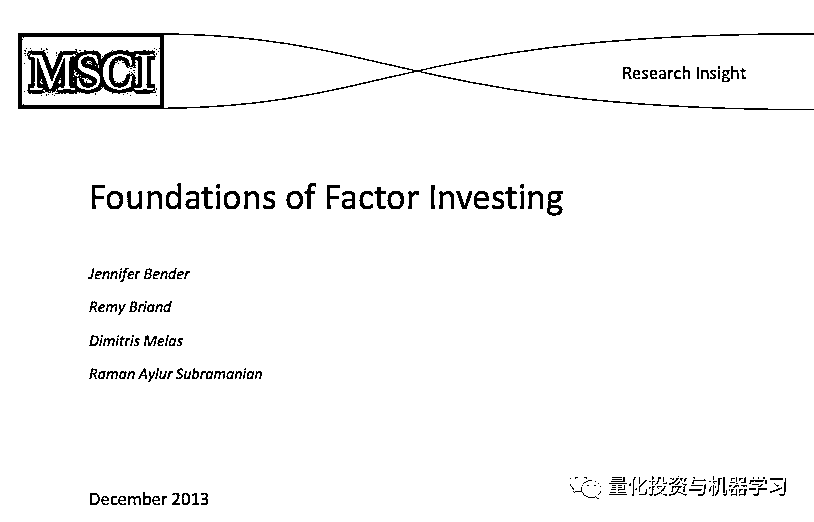 MSCI
Research Insight
Foundations of Factor Investing
Jennifer Bender
Remy Briand
Dimitris Melas
Raman Aylur Subramanian
December 2013
量化投资与机器学习